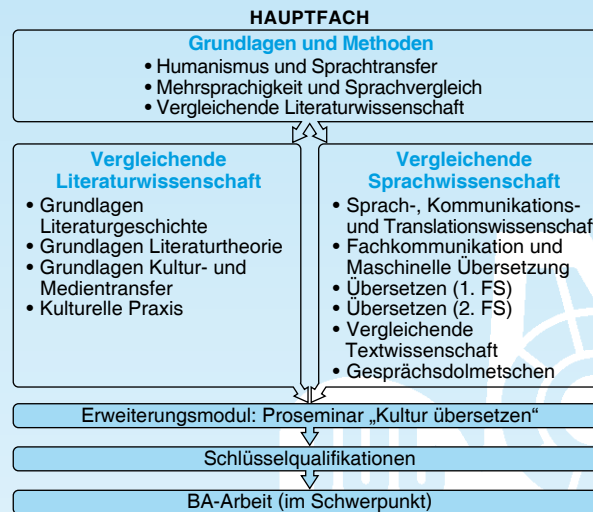 HAUPTFACH
Grundlagen und Methoden
• Humanismus und Sprachtransfer
• Mehrsprachigkeit und Sprachvergleich
• Vergleichende Literaturwissenschaft
Vergleichende
Literaturwissenschaft
• Grundlagen
Literaturgeschichte
• Grundlagen Literaturtheorie
• Grundlagen Kultur- und
Medientransfer
• Kulturelle Praxis
Vergleichende
Sprachwissenschaft
• Sprach-, Kommunikations-
und Translationswissenschaf
• Fachkommunikation und
Maschinelle Übersetzung
• Übersetzen (1. FS)
• Übersetzen (2. FS)
• Vergleichende
Textwissenschaft
• Gesprächsdolmetschen
Erweiterungsmodul: Proseminar „Kultur übersetzen“
Schlüsselqualifikationen
BA-Arbeit (im Schwerpunkt)